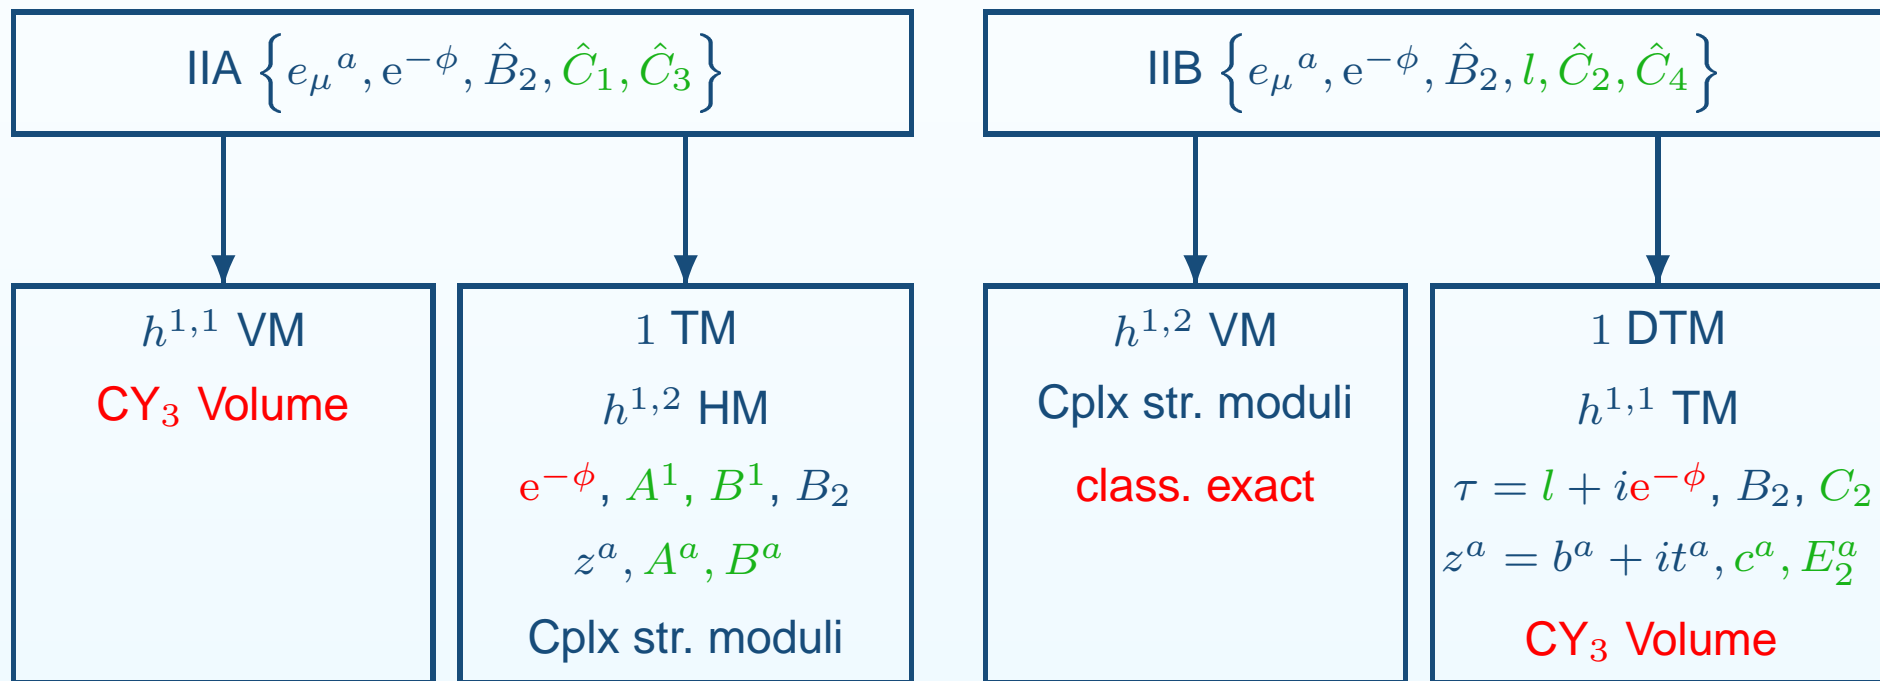 IIA {e_μ^a, e^{−ϕ}, B̂_2, Ĉ_1, Ĉ_3}
h^{1,1} VM
CY_3 Volume
1 TM
h^{1,2} HM
e^{−ϕ}, A^1, B^1, B_2
z^a, A^a, B^a
Cplx str. moduli
IIB {e_μ^a, e^{−ϕ}, B̂_2, l, Ĉ_2, Ĉ_4}
h^{1,2} VM
Cplx str. moduli
class. exact
1 DTM
h^{1,1} TM
τ = l + ie^{−ϕ}, B_2, C_2
z^a = b^a + it^a, c^a, E_2^a
CY_3 Volume